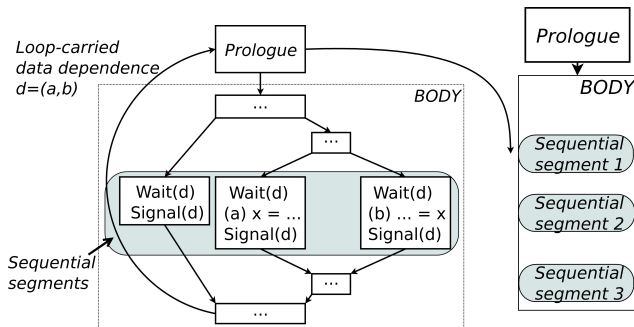 Loop-carried
data dependence
d=(a,b)
Prologue
BODY
...
...
Wait(d)
Signal(d)
Wait(d)
(a) x = ...
Signal(d)
Wait(d)
(b) ... = x
Signal(d)
Sequential
segments
...
...
Prologue
BODY
Sequential
segment 1
Sequential
segment 2
Sequential
segment 3